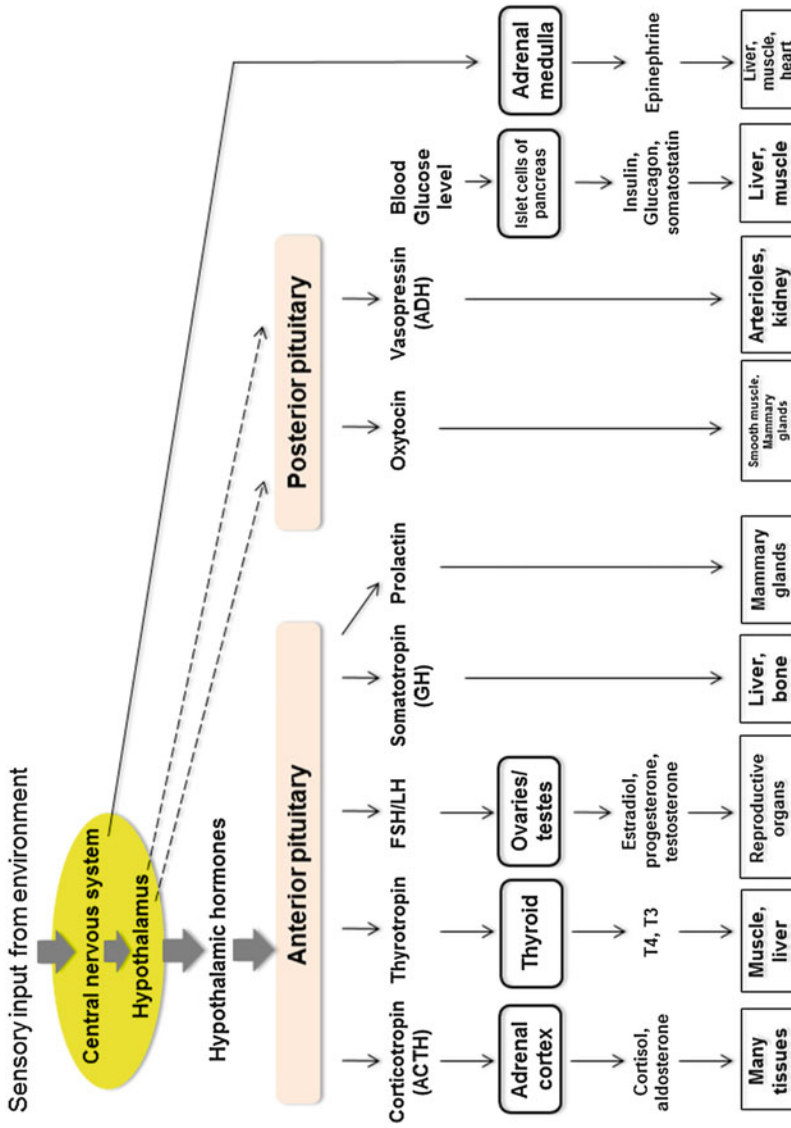 Sensory input from environment
Central nervous system
Hypothalamus
Hypothalamic hormones
Anterior pituitary
Posterior pituitary
Corticotropin
(ACTH)
Thyrotropin
FSH/LH
Somatotropin
(GH)
Prolactin
Oxytocin
Vasopressin
(ADH)
Blood
Glucose
level
Adrenal
cortex
Thyroid
Ovaries/
testes
Islet cells of
pancreas
Adrenal
medulla
Cortisol,
aldosterone
T4, T3
Estradiol,
progesterone,
testosterone
Insulin,
Glucagon,
somatostatin
Epinephrine
Many
tissues
Muscle,
liver
Reproductive
organs
Liver,
bone
Mammary
glands
Smooth muscle.
Mammary
glands
Arterioles,
kidney
Liver,
muscle
Liver,
muscle,
heart